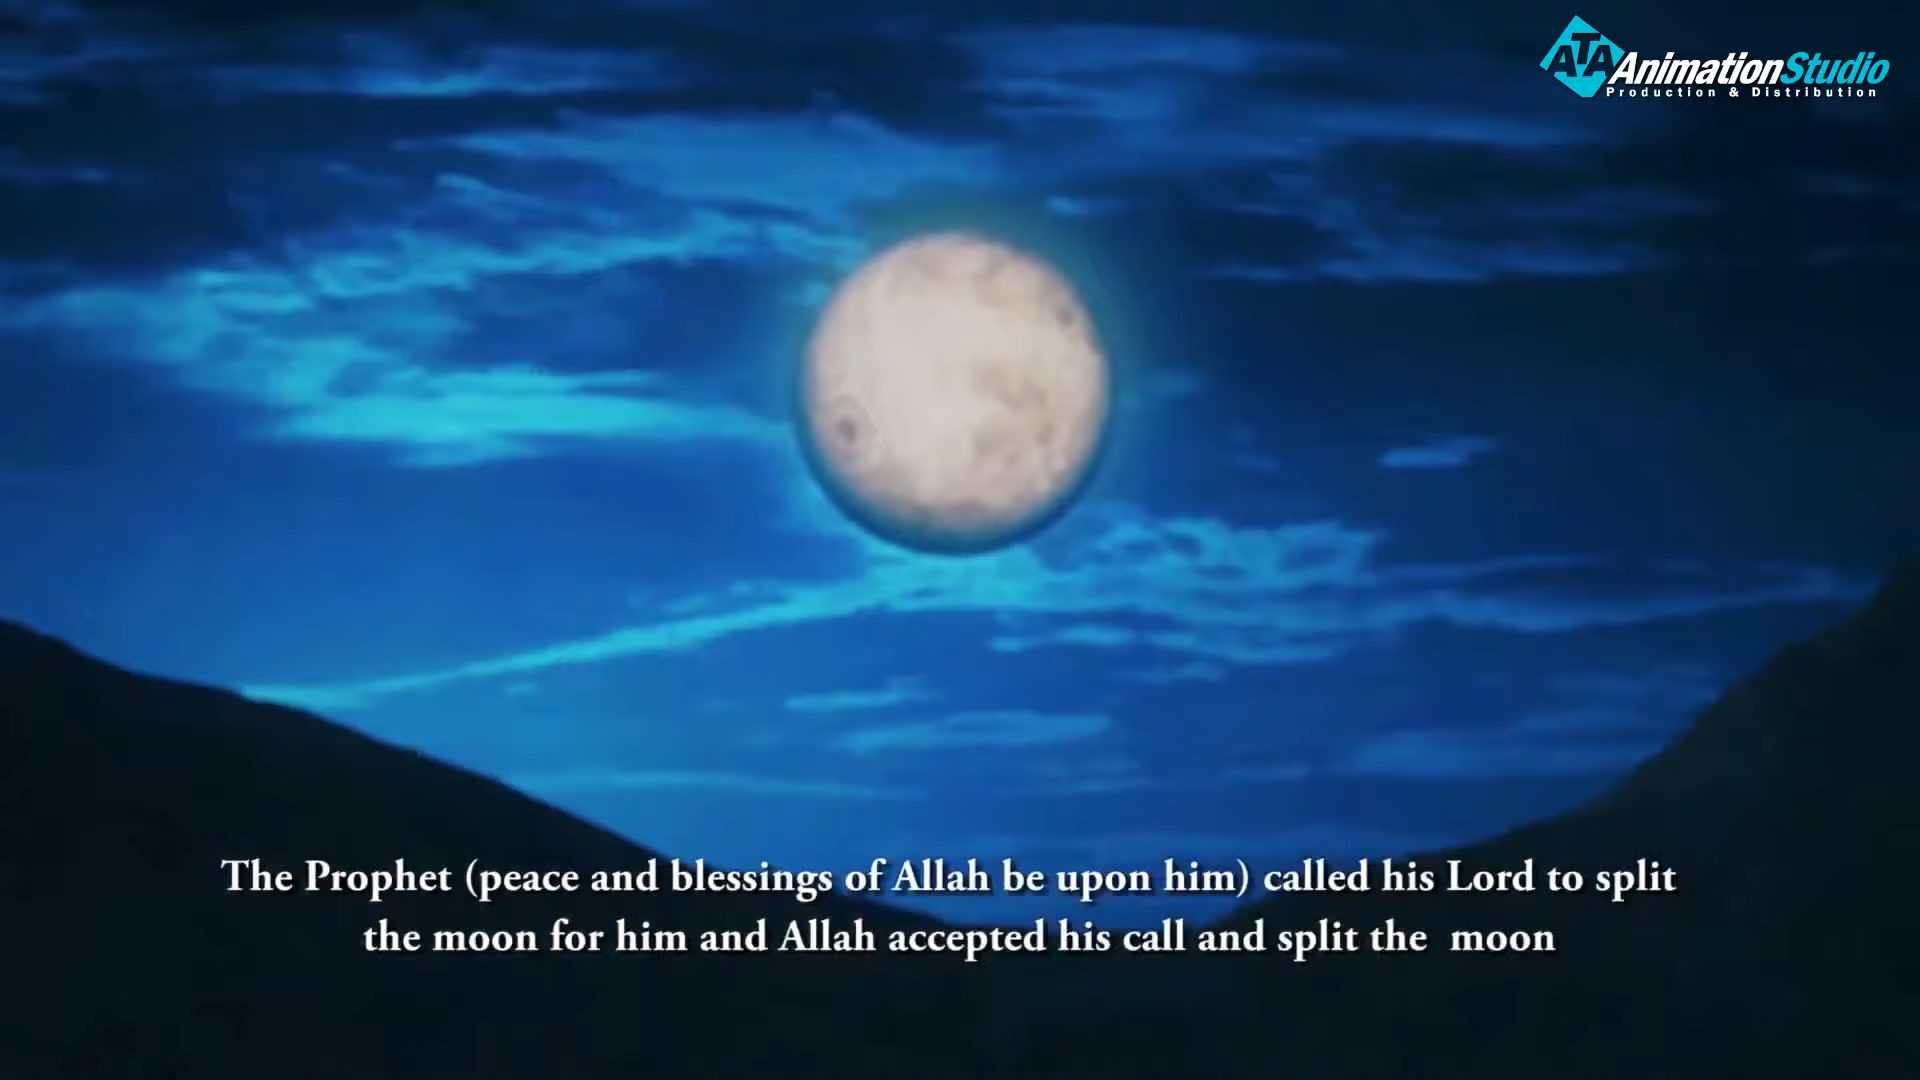 ATA AnimationStudio
Production & Distribution
The Prophet (peace and blessings of Allah be upon him) called his Lord to split
the moon for him and Allah accepted his call and split the moon